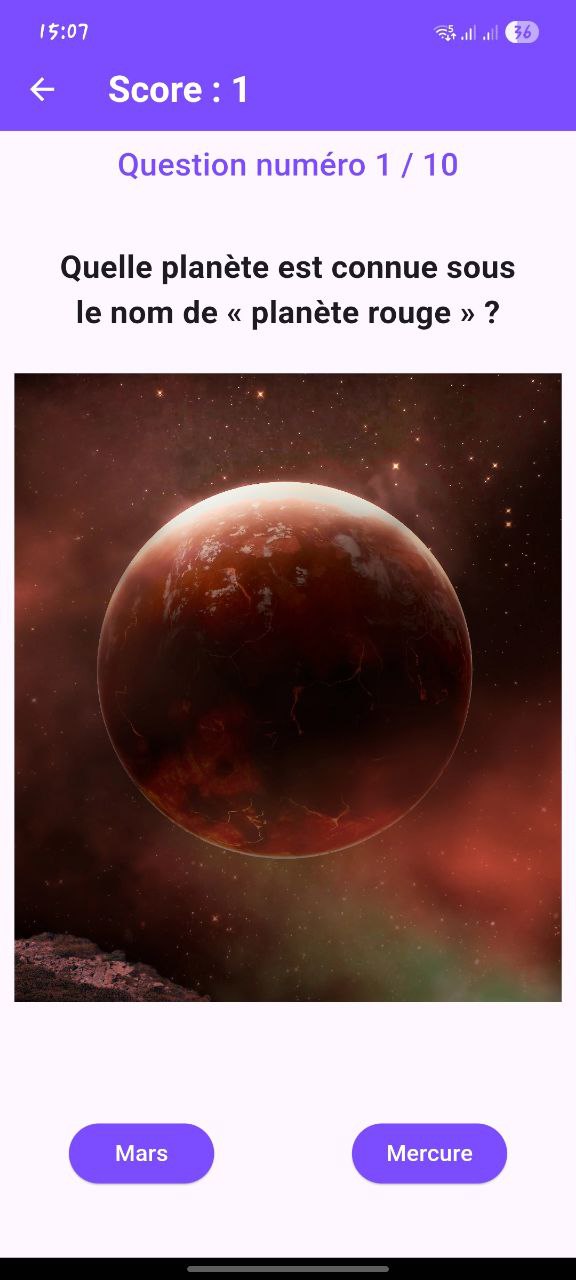 15:07
5
36
Score : 1
Question numéro 1 / 10
Quelle planète est connue sous
le nom de « planète rouge » ?
Mars
Mercure